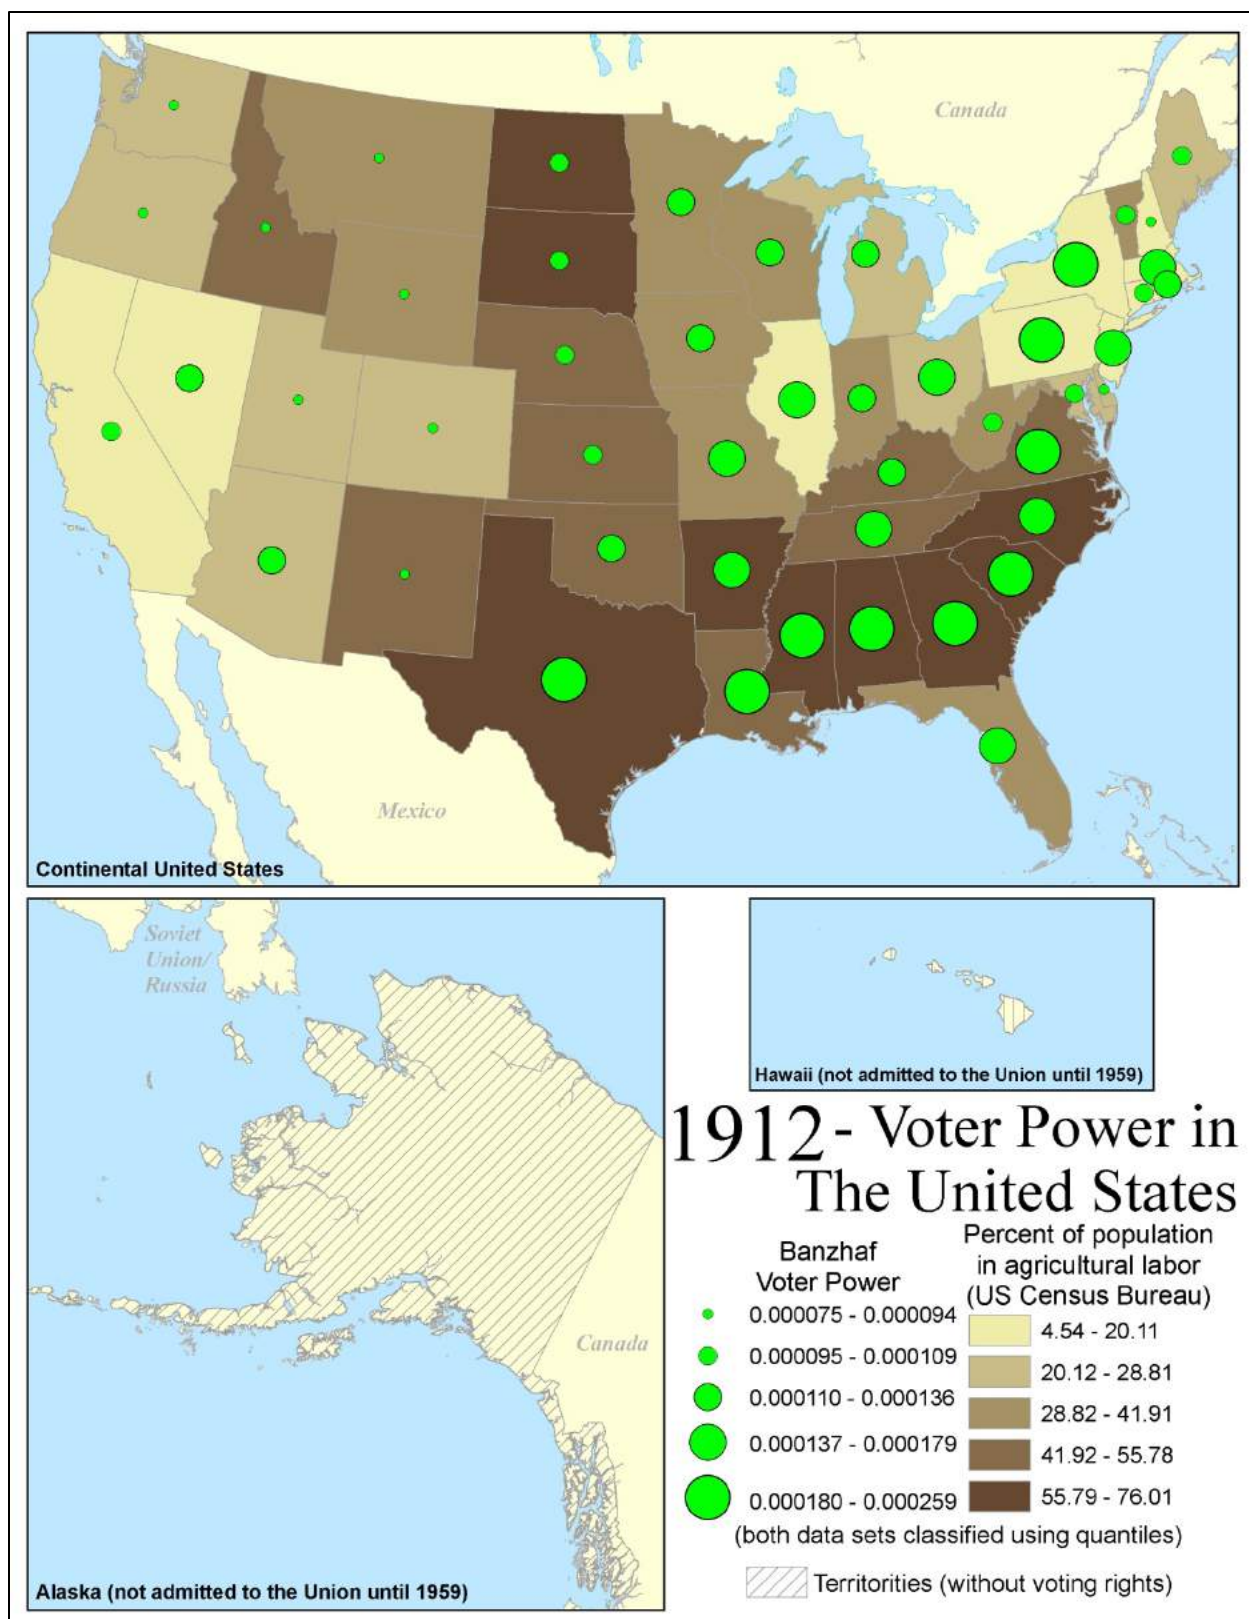 Canada
Mexico
Continental United States
Soviet
Union/
Russia
Canada
Alaska (not admitted to the Union until 1959)
Hawaii (not admitted to the Union until 1959)
1912 - Voter Power in
The United States
Banzhaf
Voter Power
0.000075 - 0.000094
0.000095 - 0.000109
0.000110 - 0.000136
0.000137 - 0.000179
0.000180 - 0.000259
Percent of population
in agricultural labor
(US Census Bureau)
4.54 - 20.11
20.12 - 28.81
28.82 - 41.91
41.92 - 55.78
55.79 - 76.01
(both data sets classified using quantiles)
Territorities (without voting rights)